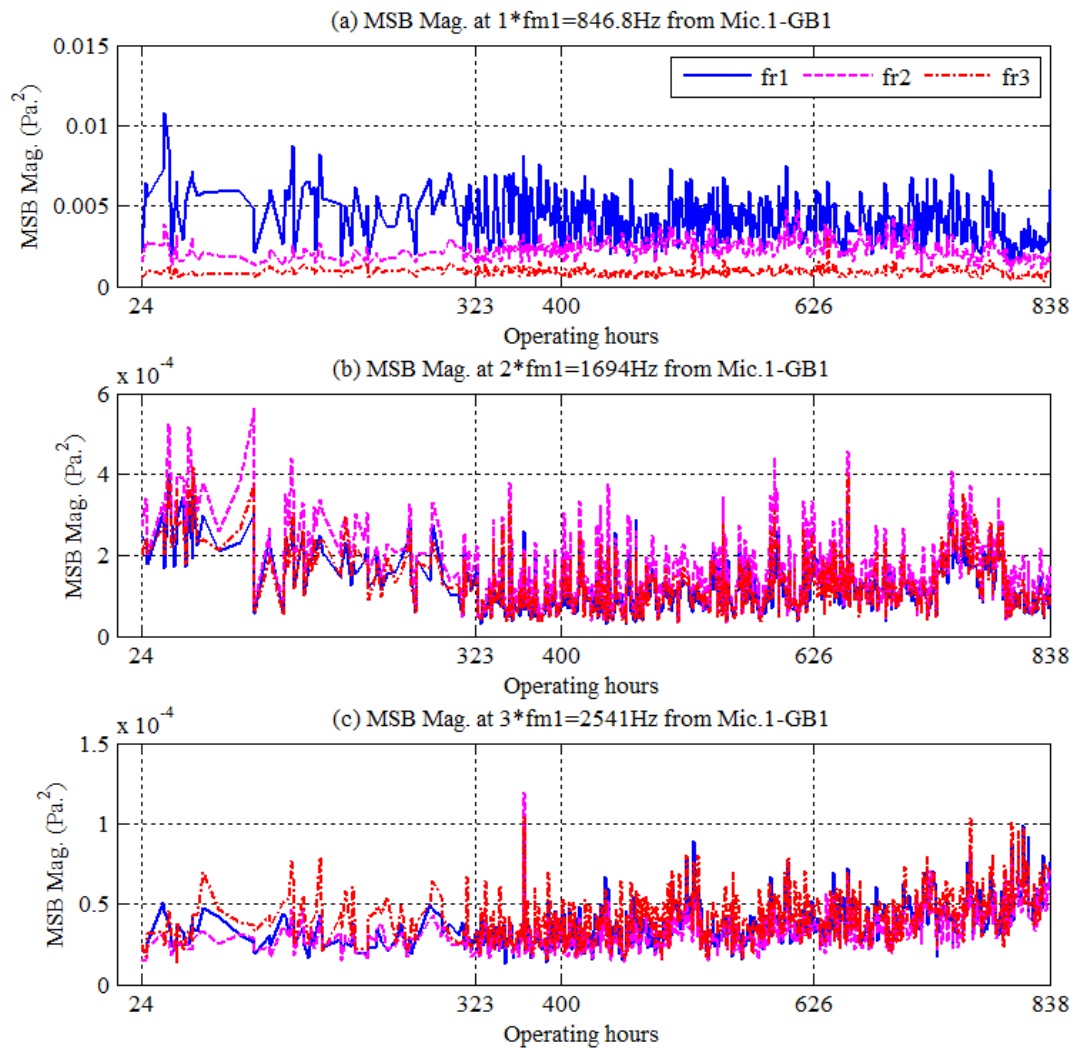 (a) MSB Mag. at 1*fm1=846.8Hz from Mic.1-GB1
MSB Mag. (Pa.²)
0.015
0.01
0.005
0
fr1 fr2 fr3
24 323 400 626 838
Operating hours
(b) MSB Mag. at 2*fm1=1694Hz from Mic.1-GB1
x 10⁻⁴
MSB Mag. (Pa.²)
6
4
2
0
24 323 400 626 838
Operating hours
(c) MSB Mag. at 3*fm1=2541Hz from Mic.1-GB1
x 10⁻⁴
MSB Mag. (Pa.²)
1.5
1
0.5
0
24 323 400 626 838
Operating hours